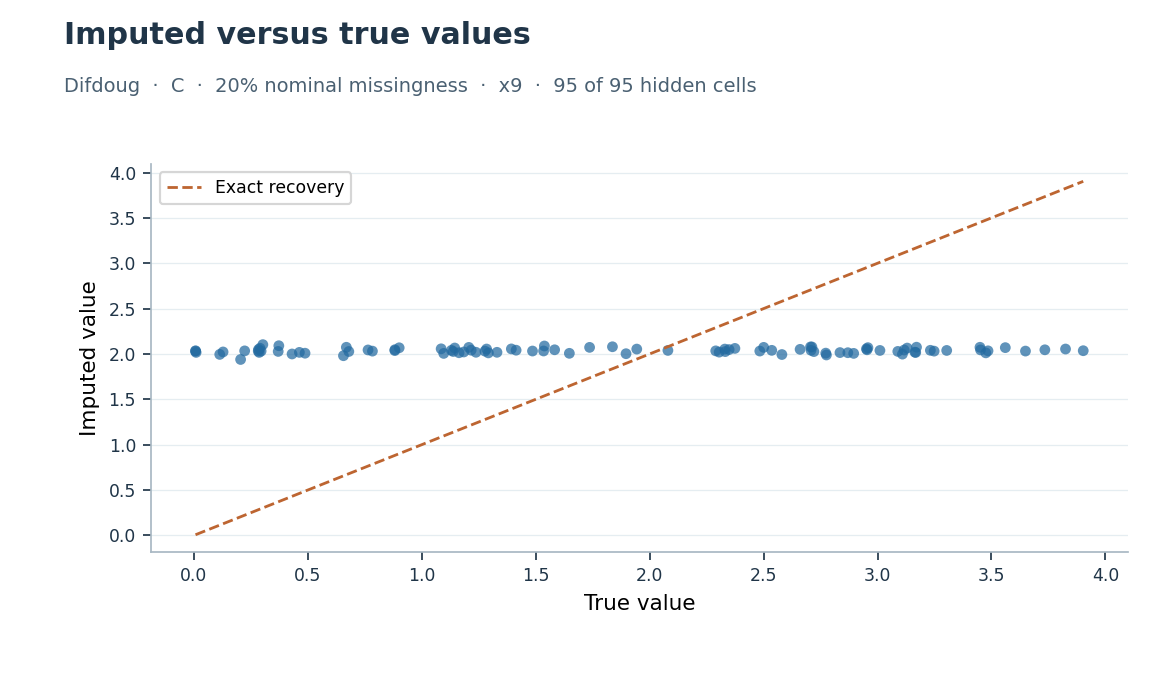 Imputed versus true values
Difdoug · C · 20% nominal missingness · x9 · 95 of 95 hidden cells
Exact recovery
Imputed value
4.0
3.5
3.0
2.5
2.0
1.5
1.0
0.5
0.0
0.0 0.5 1.0 1.5 2.0 2.5 3.0 3.5 4.0
True value